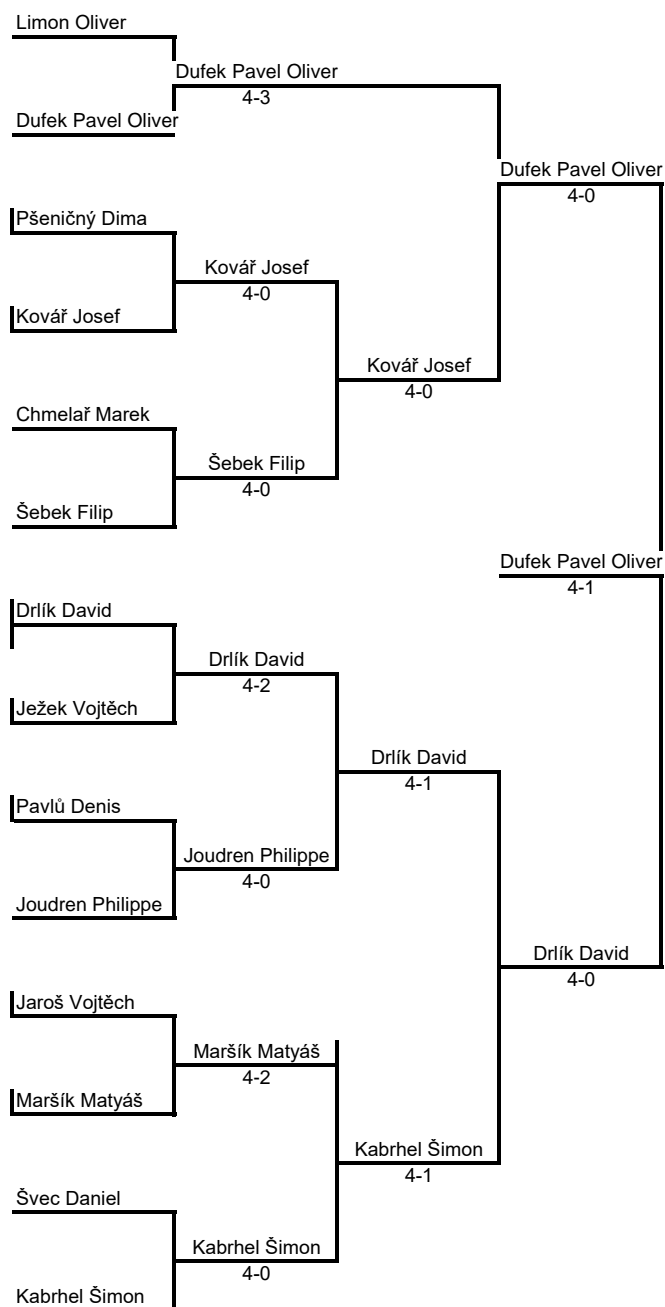 Limon Oliver
Dufek Pavel Oliver
4-3
Dufek Pavel Oliver
Dufek Pavel Oliver
4-0
Pšeničný Dima
Kovář Josef
4-0
Kovář Josef
Kovář Josef
4-0
Chmelař Marek
Šebek Filip
4-0
Šebek Filip
Dufek Pavel Oliver
4-1
Drlík David
Drlík David
4-2
Ježek Vojtěch
Drlík David
4-1
Pavlů Denis
Joudren Philippe
4-0
Joudren Philippe
Drlík David
4-0
Jaroš Vojtěch
Maršík Matyáš
4-2
Maršík Matyáš
Kabrhel Šimon
4-1
Švec Daniel
Kabrhel Šimon
4-0
Kabrhel Šimon